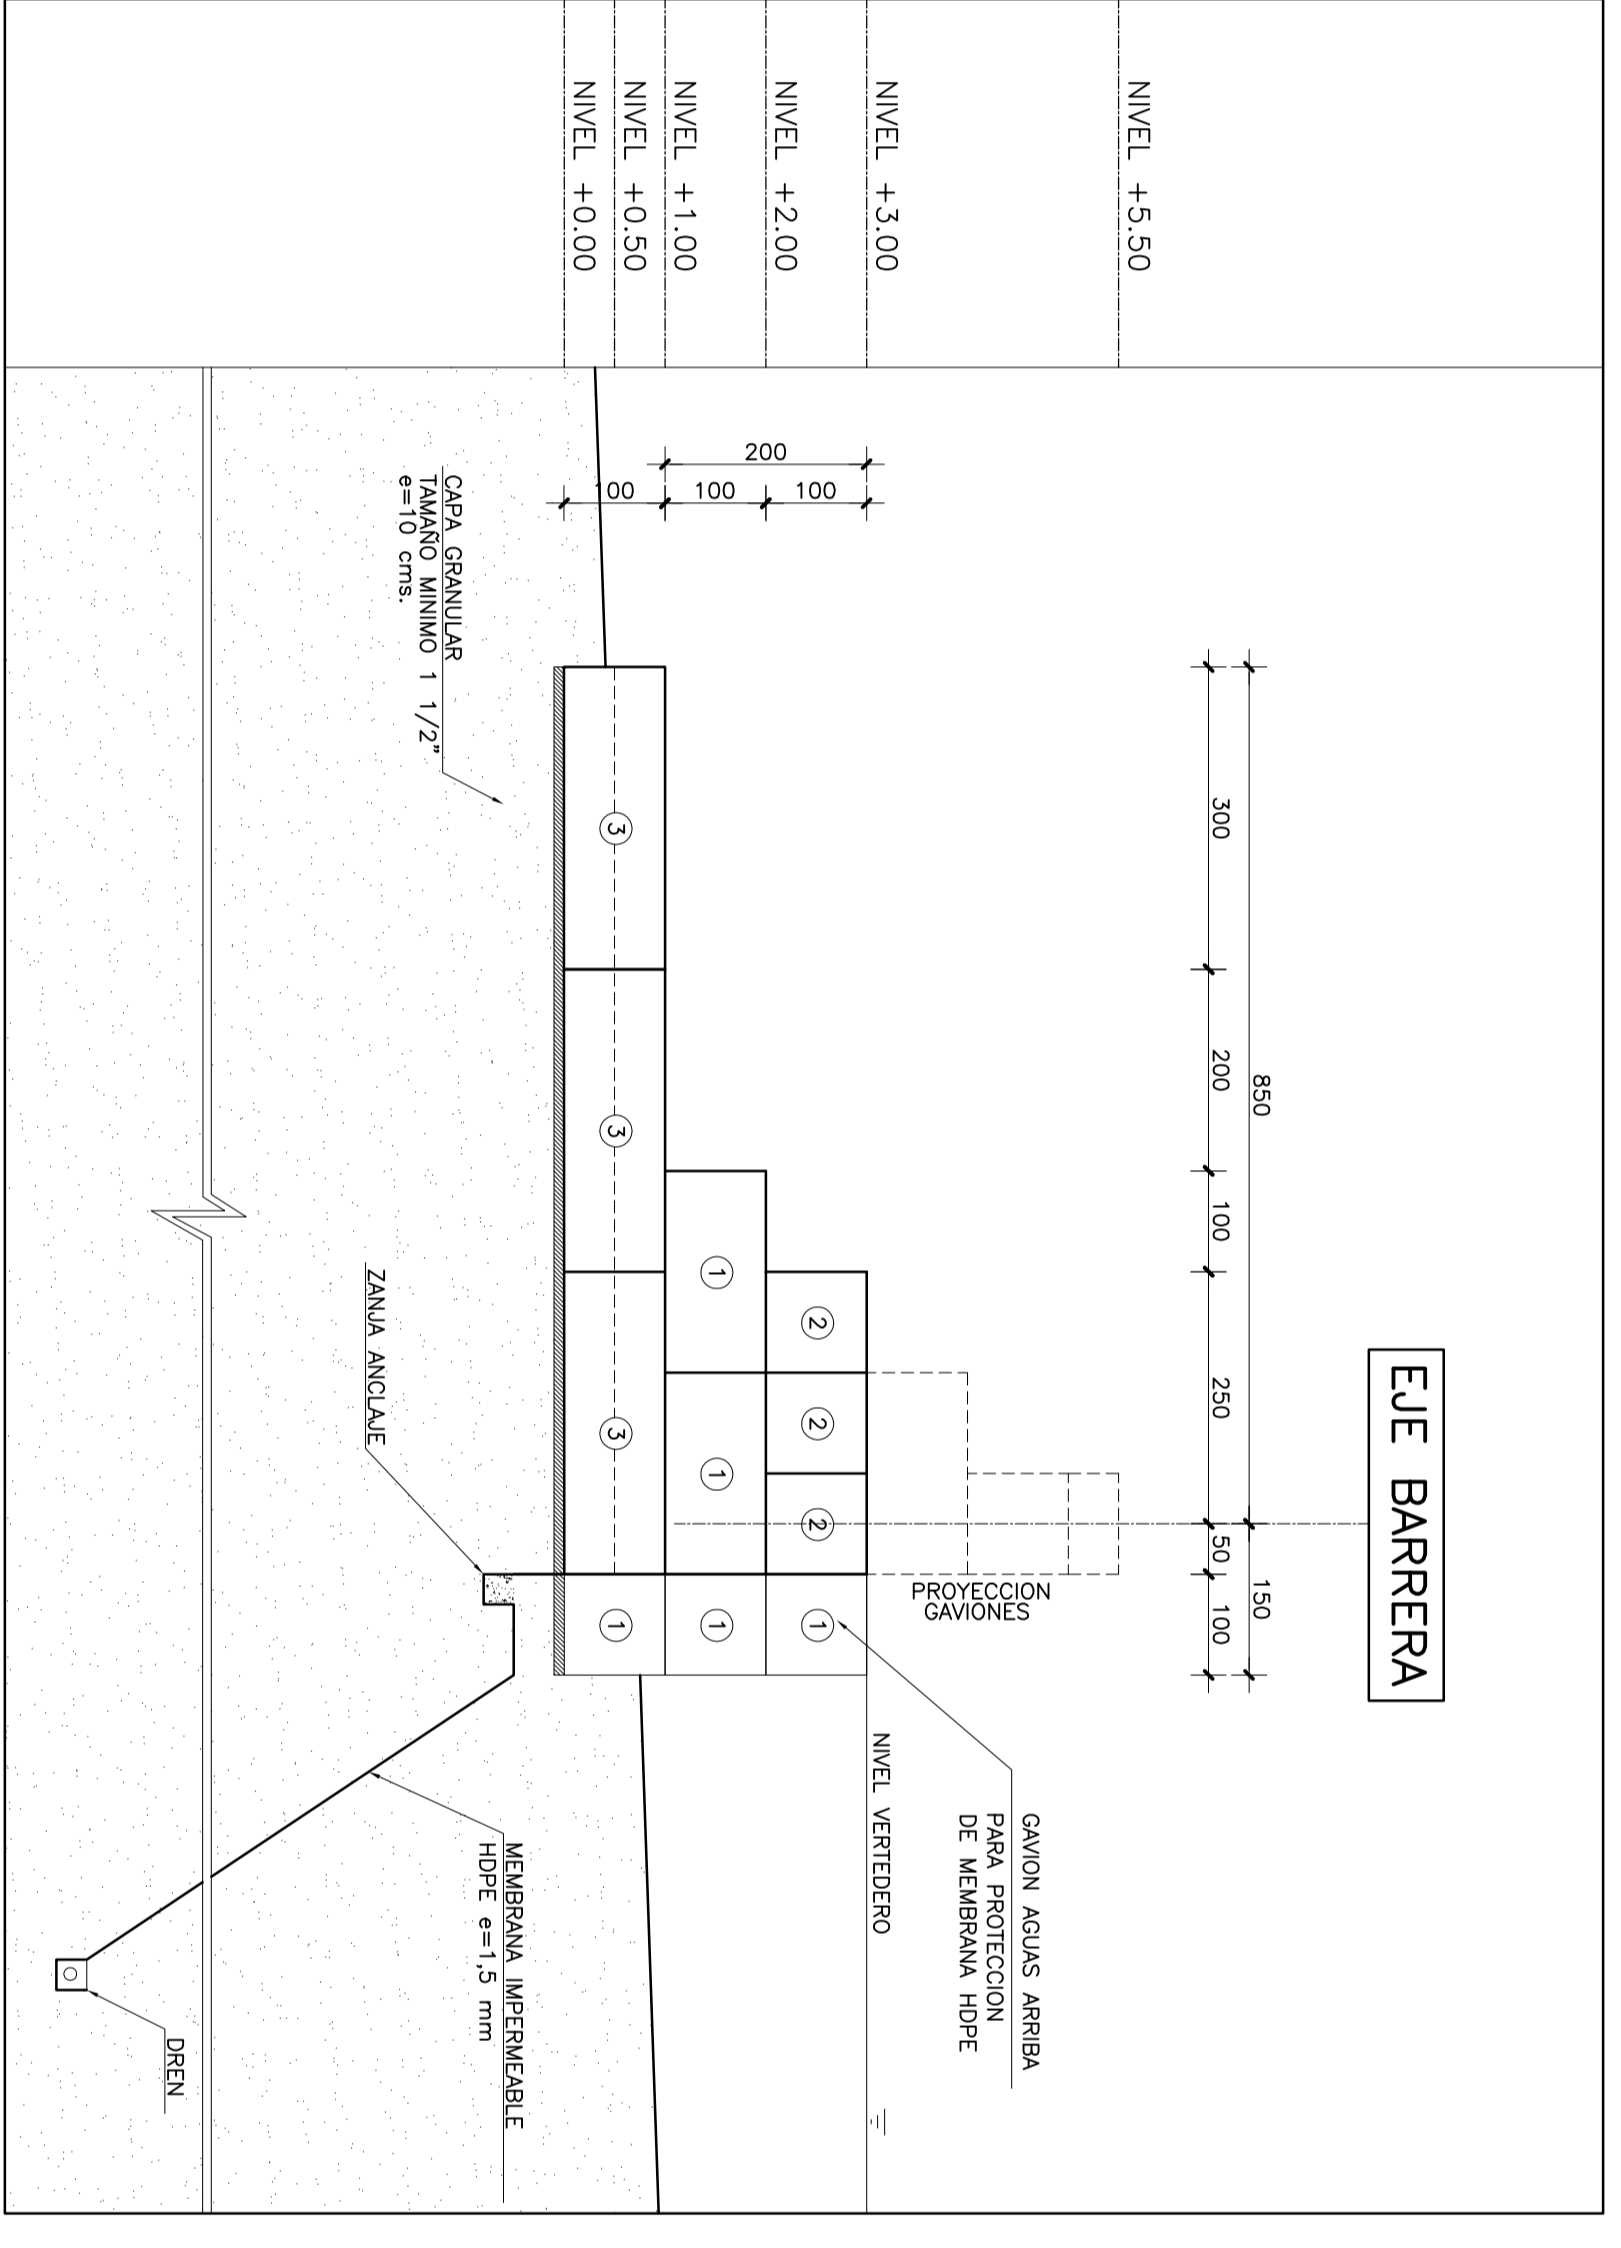 EJE BARRERA
850
150
300
200
100
250
50
100
NIVEL +5.50
NIVEL +3.00
NIVEL +2.00
NIVEL +1.00
NIVEL +0.50
NIVEL +0.00
200
100
100
100
PROYECCION
GAVIONES
GAVION AGUAS ARRIBA
PARA PROTECCION
DE MEMBRANA HDPE
NIVEL VERTEDERO
2
2
2
1
1
1
1
3
3
3
1
CAPA GRANULAR
TAMAÑO MINIMO 1 1/2"
e=10 cms.
ZANJA ANCLAJE
MEMBRANA IMPERMEABLE
HDPE e=1,5 mm
DREN